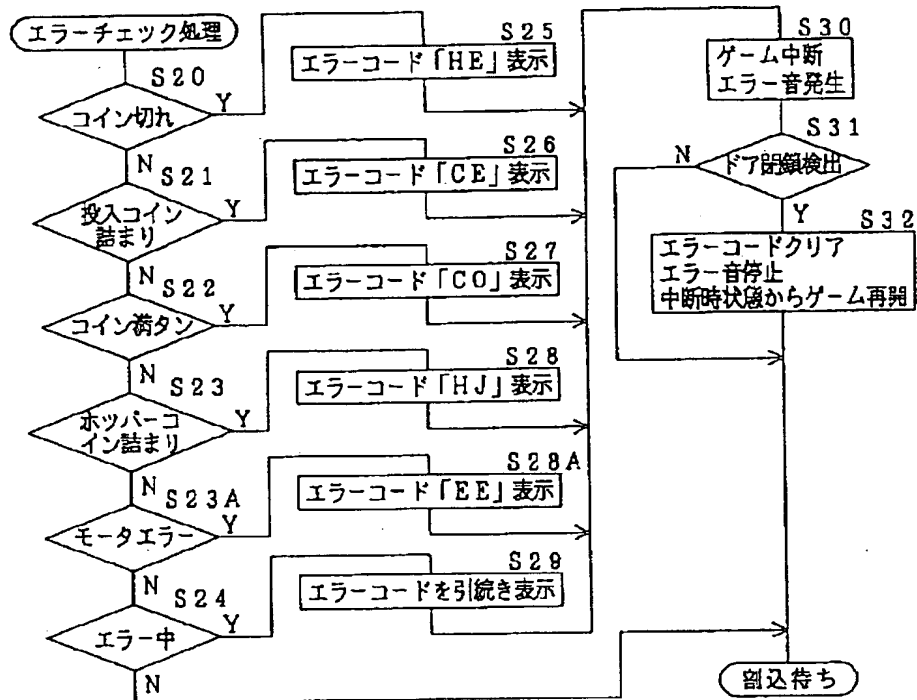 エラーチェック処理
S20
コイン切れ
Y
N
S21
投入コイン
詰まり
Y
N
S22
コイン満タン
Y
N
S23
ホッパーコ
イン詰まり
Y
N
S23A
モータエラー
Y
N
S24
エラー中
Y
N
S25
エラーコード「HE」表示
S26
エラーコード「CE」表示
S27
エラーコード「CO」表示
S28
エラーコード「HJ」表示
S28A
エラーコード「EE」表示
S29
エラーコードを引続き表示
S30
ゲーム中断
エラー音発生
S31
ドア閉鎖検出
N
Y
S32
エラーコードクリア
エラー音停止
中断時状態からゲーム再開
割込待ち